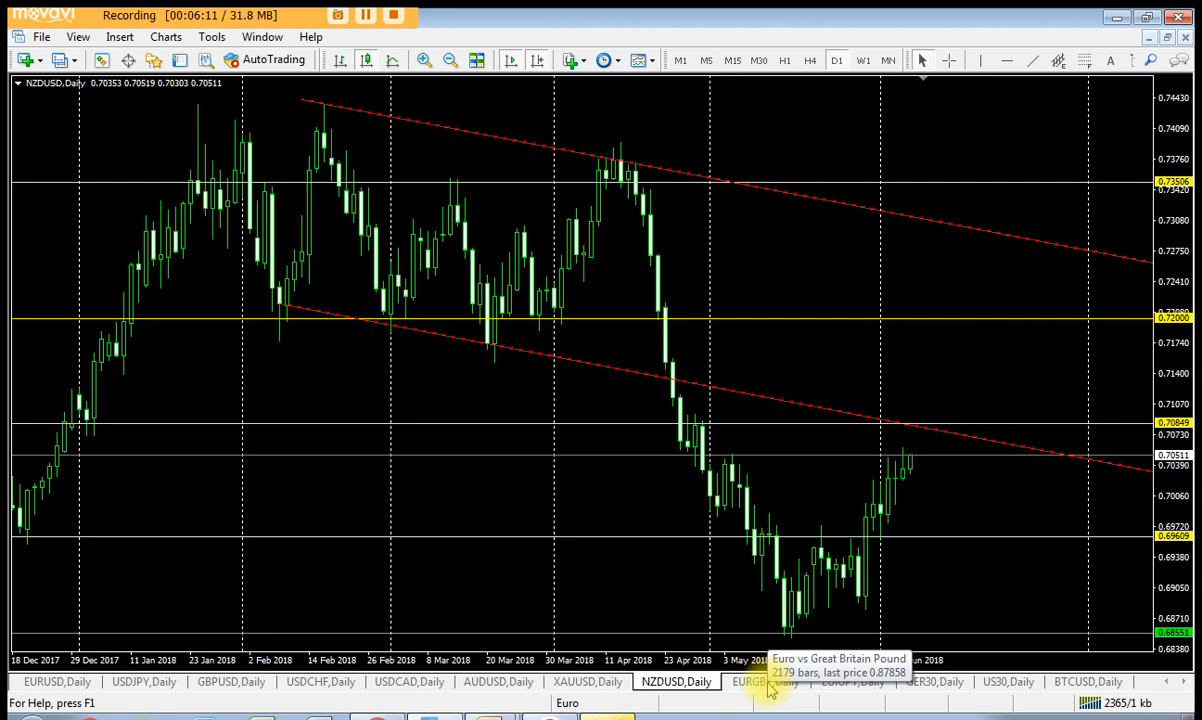 movavi
Recording [00:06:11 / 31.8 MB]
File View Insert Charts Tools Window Help
AutoTrading M1 M5 M15 M30 H1 H4 D1 W1 MN A
NZDUSD,Daily 0.70353 0.70519 0.70303 0.70511
0.74430
0.74090
0.73760
0.73506
0.73420
0.73080
0.72750
0.72410
0.72000
0.71740
0.71400
0.71070
0.70849
0.70730
0.70511
0.70390
0.70060
0.69720
0.69609
0.69380
0.69050
0.68710
0.68551
0.68380
18 Dec 2017 29 Dec 2017 11 Jan 2018 23 Jan 2018 2 Feb 2018 14 Feb 2018 26 Feb 2018 8 Mar 2018 20 Mar 2018 30 Mar 2018 11 Apr 2018 23 Apr 2018 3 May 2018
Euro vs Great Britain Pound
2179 bars, last price 0.87858
EURUSD,Daily USDJPY,Daily GBPUSD,Daily USDCHF,Daily USDCAD,Daily AUDUSD,Daily XAUUSD,Daily NZDUSD,Daily GER30,Daily US30,Daily BTCUSD,Daily
For Help, press F1 Euro 2365/1 kb